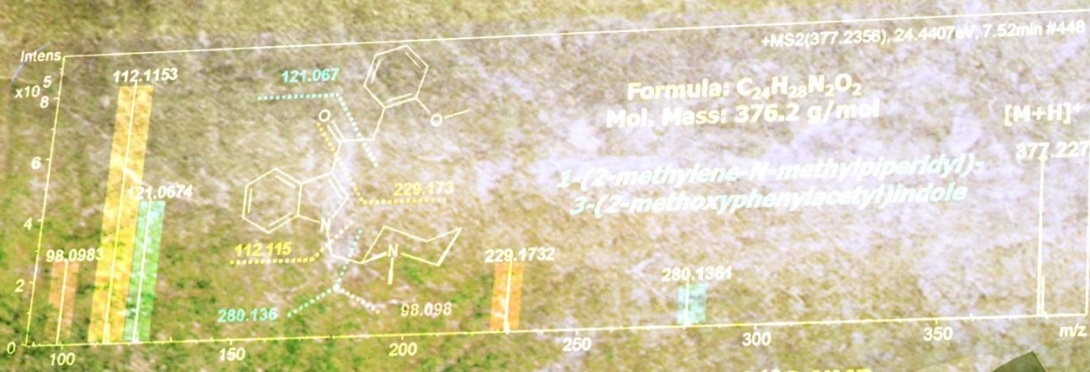 +MS2(377.2358), 24.4407eV, 7.52min #448
Intens
x10 5
112.1153
121.067
Formula: C24H28N2O2
Mol. Mass: 376.2 g/mol
[M+H]+
377.227
8
O
O
6
121.0674
229.173
1-(2-methylene-N-methylpiperidyl)-
3-(2-methoxyphenylacetyl)indole
4
N
98.0983
112.115
N
229.1732
280.1361
2
280.136
98.098
0
100
150
200
250
300
350
m/z